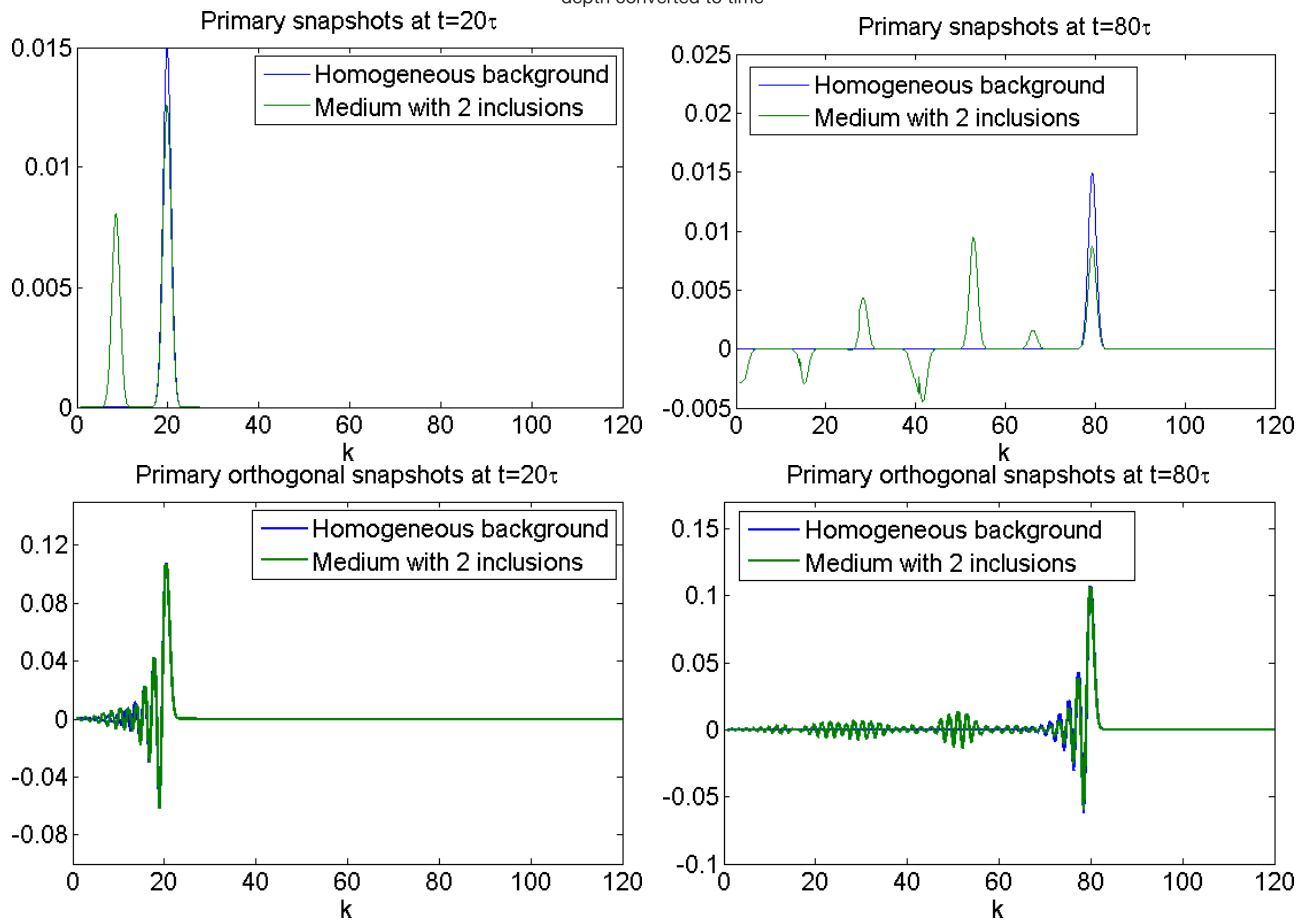 depth converted to time
Primary snapshots at t=20τ
0.015
0.01
0.005
0
Homogeneous background
Medium with 2 inclusions
0 20 40 60 80 100 120
k
Primary snapshots at t=80τ
0.025
0.02
0.015
0.01
0.005
0
-0.005
Homogeneous background
Medium with 2 inclusions
0 20 40 60 80 100 120
k
Primary orthogonal snapshots at t=20τ
0.12
0.08
0.04
0
-0.04
-0.08
Homogeneous background
Medium with 2 inclusions
0 20 40 60 80 100 120
k
Primary orthogonal snapshots at t=80τ
0.15
0.1
0.05
0
-0.05
-0.1
Homogeneous background
Medium with 2 inclusions
0 20 40 60 80 100 120
k